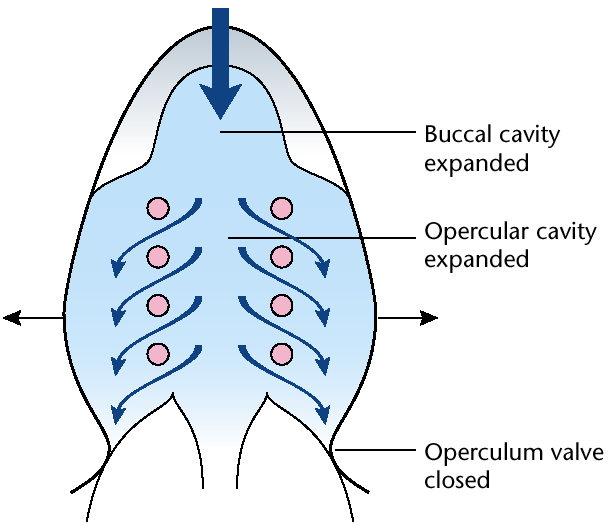 Buccal cavity
expanded
Opercular cavity
expanded
Operculum valve
closed